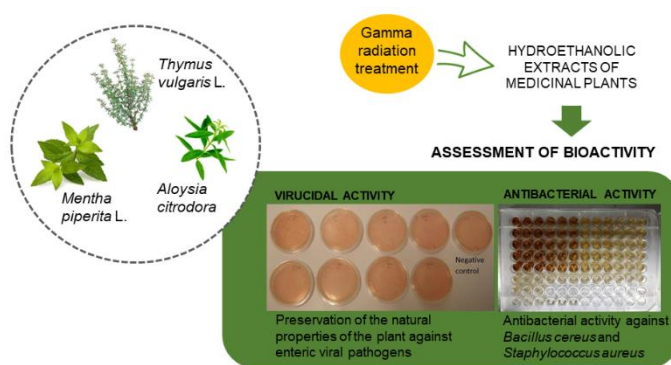 Thymus
vulgaris L.
Mentha
piperita L.
Aloysia
citrodora
Gamma
radiation
treatment
HYDROETHANOLIC
EXTRACTS OF
MEDICINAL PLANTS
ASSESSMENT OF BIOACTIVITY
VIRUCIDAL ACTIVITY
Negative
control
Preservation of the natural
properties of the plant against
enteric viral pathogens
ANTIBACTERIAL ACTIVITY
Antibacterial activity against
Bacillus cereus and
Staphylococcus aureus